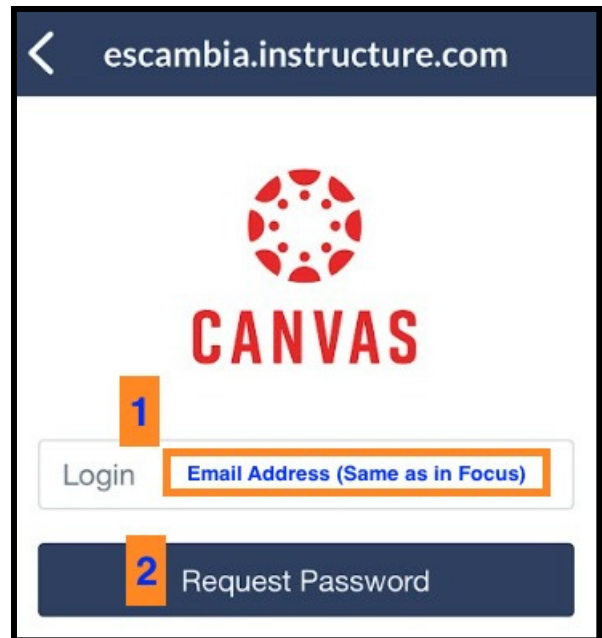 escambia.instructure.com
CANVAS
1
Login Email Address (Same as in Focus)
2 Request Password